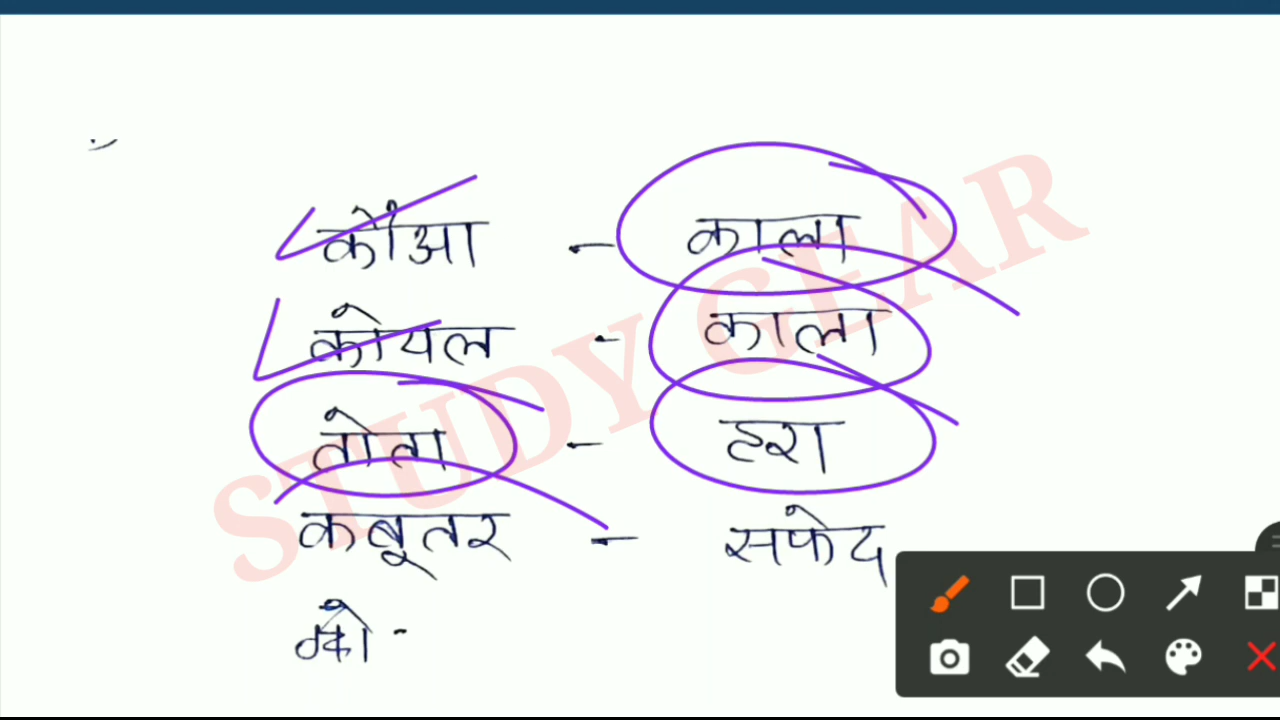 कौआ - काला
कोयल - काला
तोता - हरा
कबूतर - सफेद
STUDY GEAR